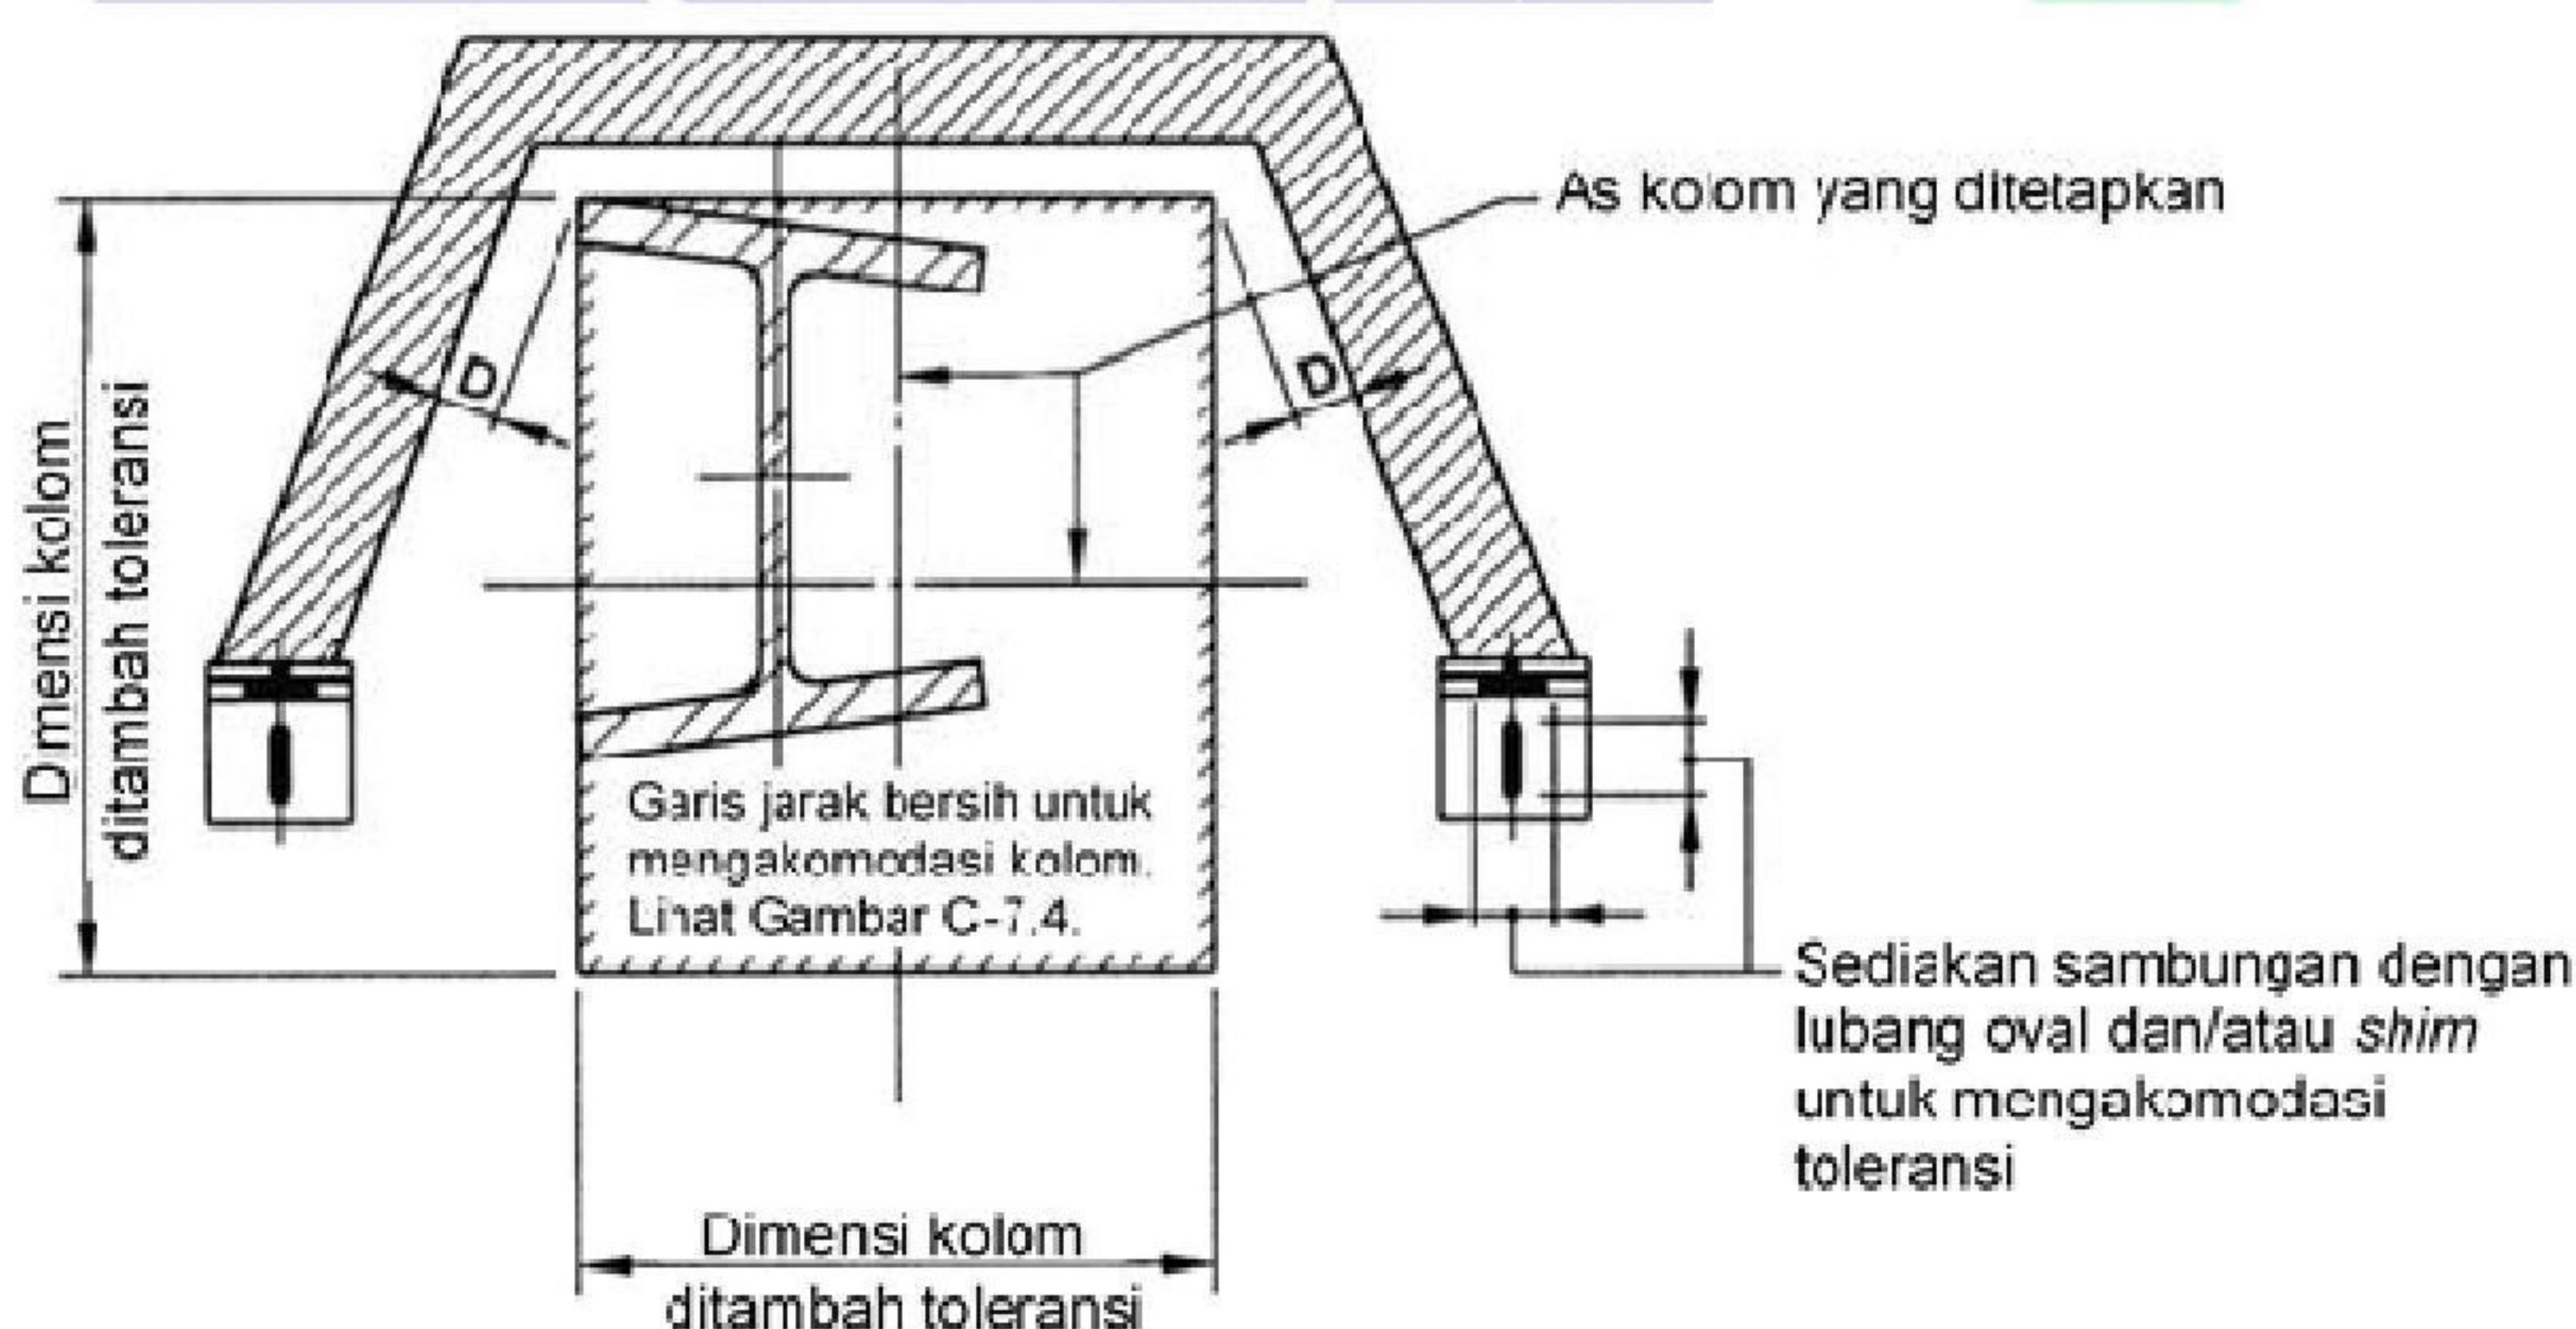 As kolom yang ditetapkan
D
D
Dimensi kolom
ditambah toleransi
Garis jarak bersih untuk
mengakomodasi kolom.
Lihat Gambar C-7.4.
Sediakan sambungan dengan
lubang oval dan/atau shim
untuk mengakomodasi
toleransi
Dimensi kolom
ditambah toleransi